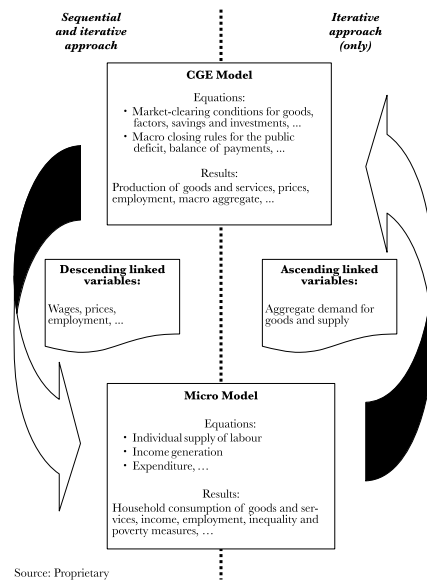 Sequential
and iterative
approach
Iterative
approach
(only)
CGE Model
Equations:
• Market-clearing conditions for goods,
factors, savings and investments, ...
• Macro closing rules for the public
deficit, balance of payments, ...
Results:
Production of goods and services, prices,
employment, macro aggregate, ...
Descending linked
variables:
Wages, prices,
employment, ...
Ascending linked
variables:
Aggregate demand for
goods and supply
Micro Model
Equations:
• Individual supply of labour
• Income generation
• Expenditure, …
Results:
Household consumption of goods and ser-
vices, income, employment, inequality and
poverty measures, …
Source: Proprietary